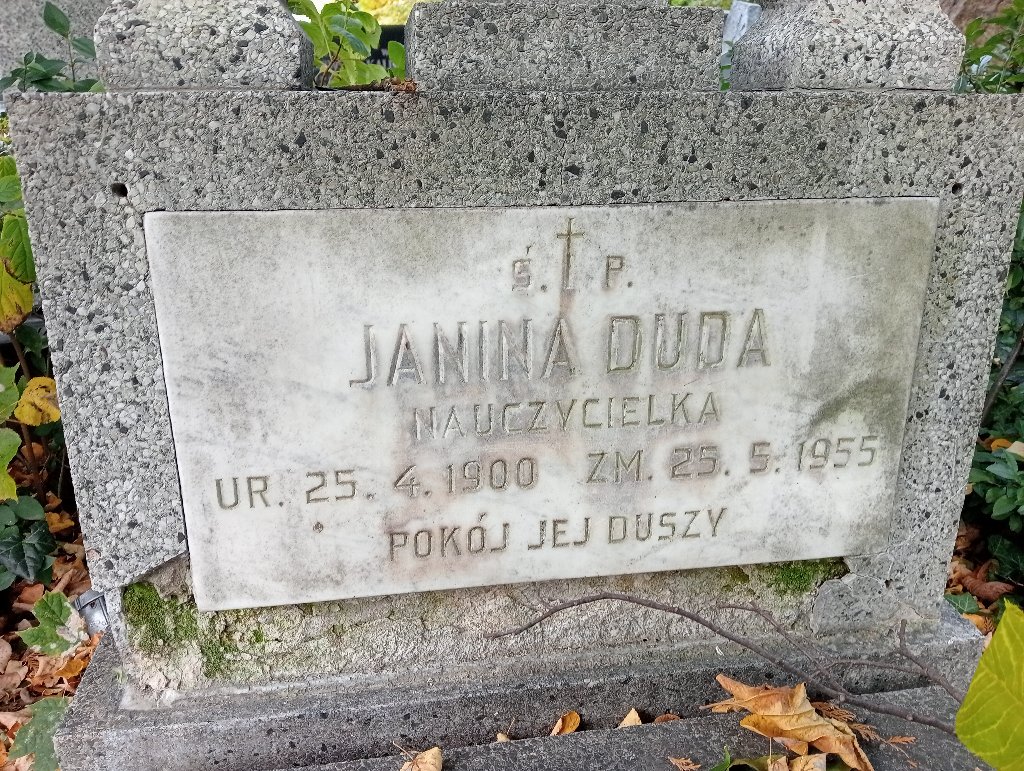 Ś. P.
JANINA DUDA
NAUCZYCIELKA
UR. 25. 4. 1900 ZM. 25. 5. 1955
POKÓJ JEJ DUSZY